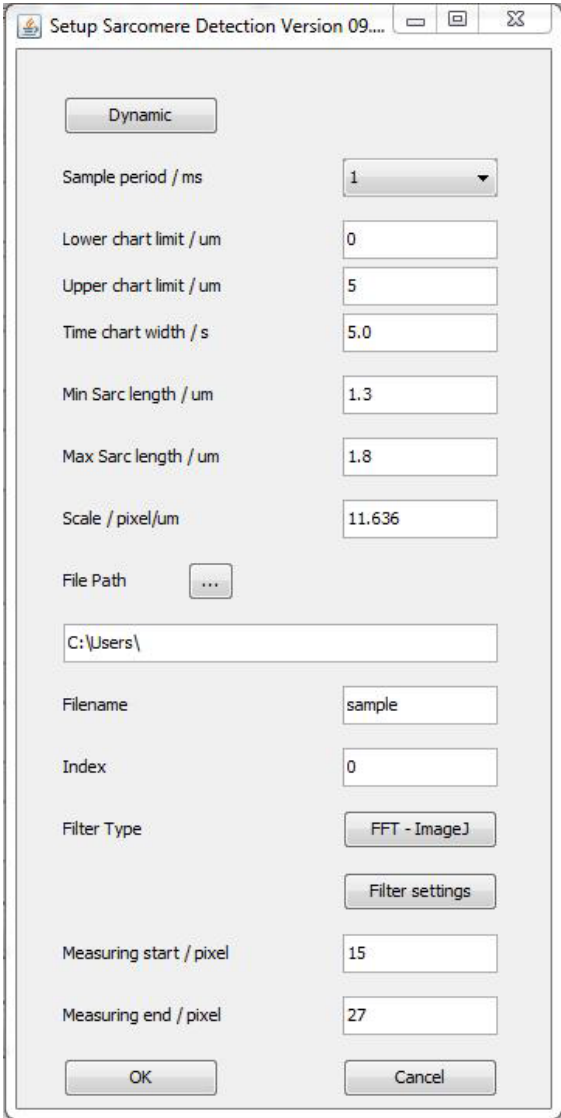 Setup Sarcomere Detection Version 09....
Dynamic
Sample period / ms 1
Lower chart limit / um 0
Upper chart limit / um 5
Time chart width / s 5.0
Min Sarc length / um 1.3
Max Sarc length / um 1.8
Scale / pixel/um 11.636
File Path ...
C:\Users\
Filename sample
Index 0
Filter Type FFT - ImageJ
Filter settings
Measuring start / pixel 15
Measuring end / pixel 27
OK Cancel